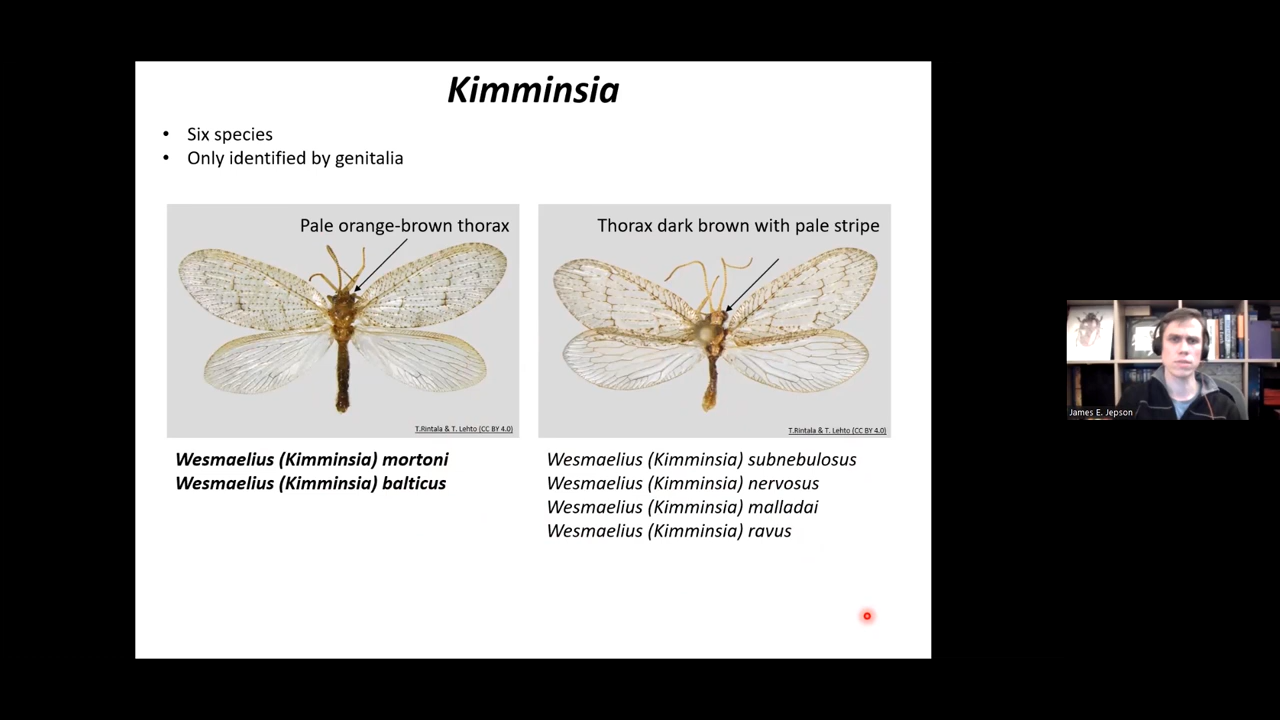 Kimminsia
• Six species
• Only identified by genitalia
Pale orange-brown thorax
T.Rintala & T. Lehto (CC BY 4.0)
Wesmaelius (Kimminsia) mortoni
Wesmaelius (Kimminsia) balticus
Thorax dark brown with pale stripe
T.Rintala & T. Lehto (CC BY 4.0)
Wesmaelius (Kimminsia) subnebulosus
Wesmaelius (Kimminsia) nervosus
Wesmaelius (Kimminsia) malladai
Wesmaelius (Kimminsia) ravus
James E. Jepson